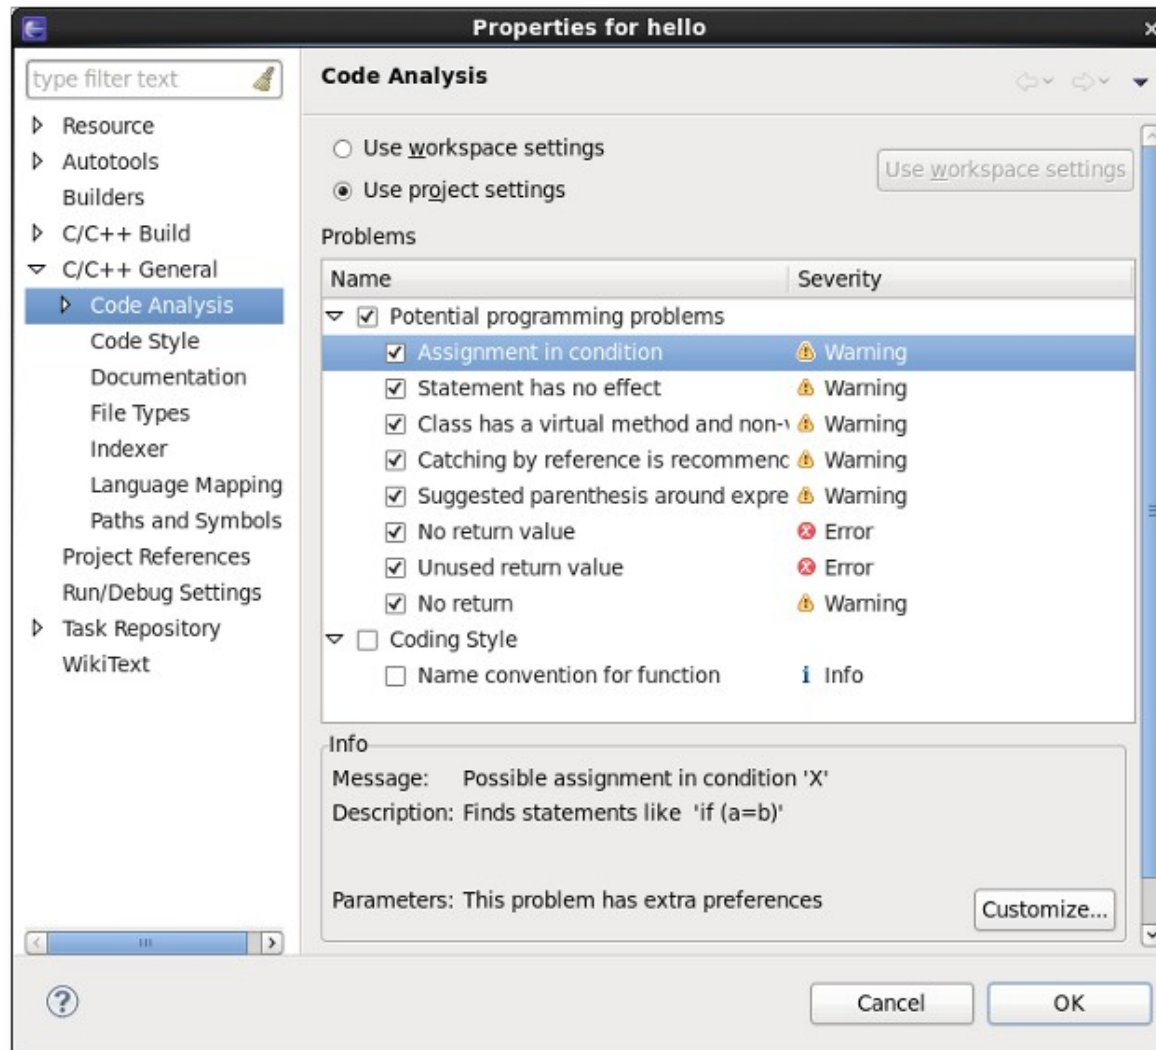 Properties for hello
type filter text
Resource
Autotools
Builders
C/C++ Build
C/C++ General
Code Analysis
Code Style
Documentation
File Types
Indexer
Language Mapping
Paths and Symbols
Project References
Run/Debug Settings
Task Repository
WikiText
Code Analysis
Use workspace settings
Use workspace settings
Use project settings
Problems
Name Severity
Potential programming problems
Assignment in condition Warning
Statement has no effect Warning
Class has a virtual method and non- Warning
Catching by reference is recommenc Warning
Suggested parenthesis around expre Warning
No return value Error
Unused return value Error
No return Warning
Coding Style
Name convention for function Info
Info
Message: Possible assignment in condition 'X'
Description: Finds statements like 'if (a=b)'
Parameters: This problem has extra preferences
Customize...
Cancel OK